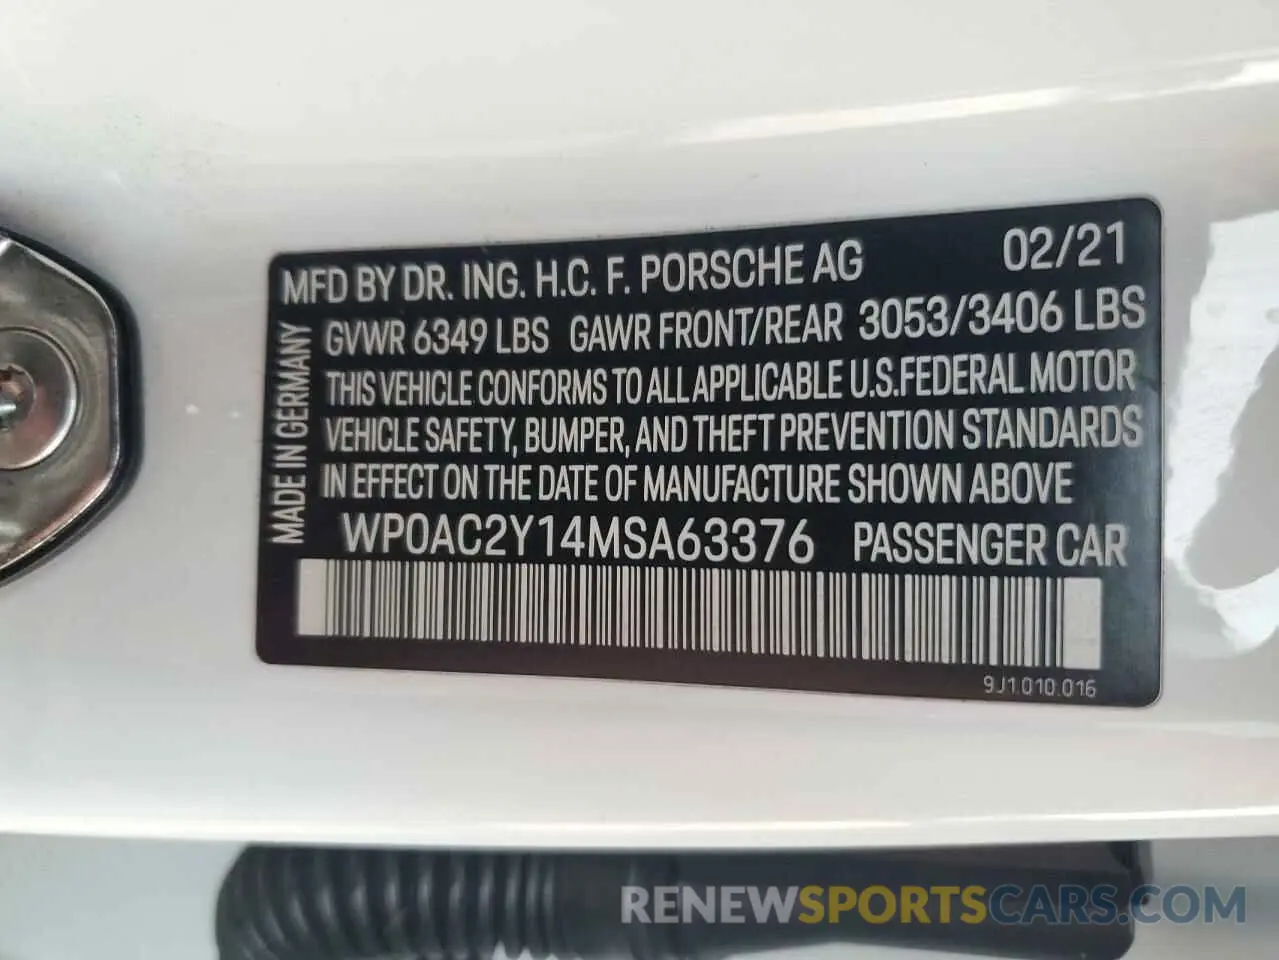 MFD BY DR. ING. H.C. F. PORSCHE AG 02/21
MADE IN GERMANY
GVWR 6349 LBS GAWR FRONT/REAR 3053/3406 LBS
THIS VEHICLE CONFORMS TO ALL APPLICABLE U.S.FEDERAL MOTOR
VEHICLE SAFETY, BUMPER, AND THEFT PREVENTION STANDARDS
IN EFFECT ON THE DATE OF MANUFACTURE SHOWN ABOVE
WP0AC2Y14MSA63376 PASSENGER CAR
9J1.010.016
RENEWSPORTSCARS.COM